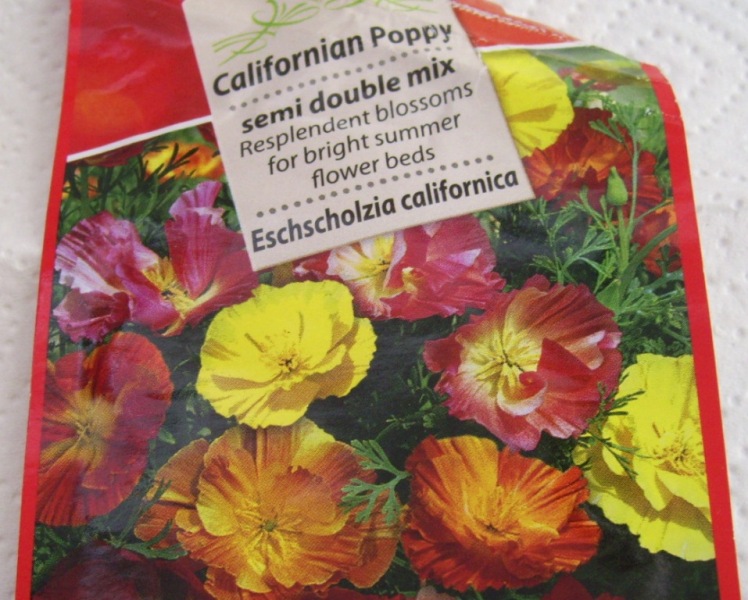 Californian Poppy
semi double mix
Resplendent blossoms
for bright summer
flower beds
Eschscholzia californica